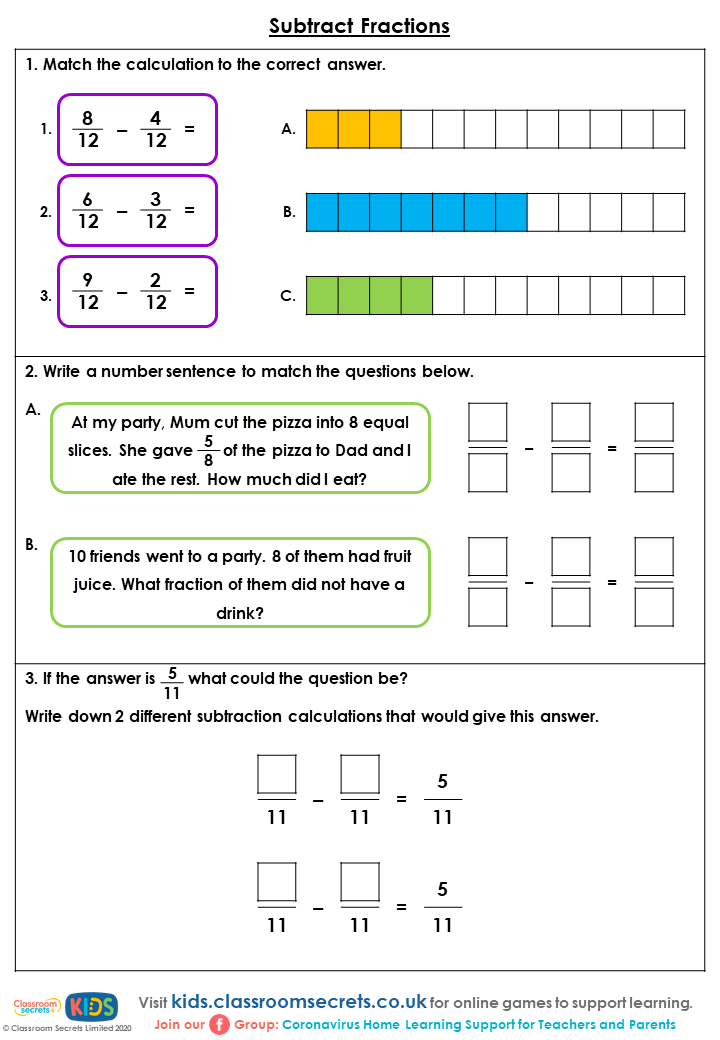 Subtract Fractions
1. Match the calculation to the correct answer.
1. 8/12 – 4/12 =
A.
2. 6/12 – 3/12 =
B.
3. 9/12 – 2/12 =
C.
2. Write a number sentence to match the questions below.
A.
At my party, Mum cut the pizza into 8 equal
slices. She gave 5/8 of the pizza to Dad and I
ate the rest. How much did I eat?
– =
B.
10 friends went to a party. 8 of them had fruit
juice. What fraction of them did not have a
drink?
– =
3. If the answer is 5/11 what could the question be?
Write down 2 different subtraction calculations that would give this answer.
/11 – /11 = 5/11
/11 – /11 = 5/11
Classroom Secrets KIDS
© Classroom Secrets Limited 2020
Visit kids.classroomsecrets.co.uk for online games to support learning.
Join our f Group: Coronavirus Home Learning Support for Teachers and Parents